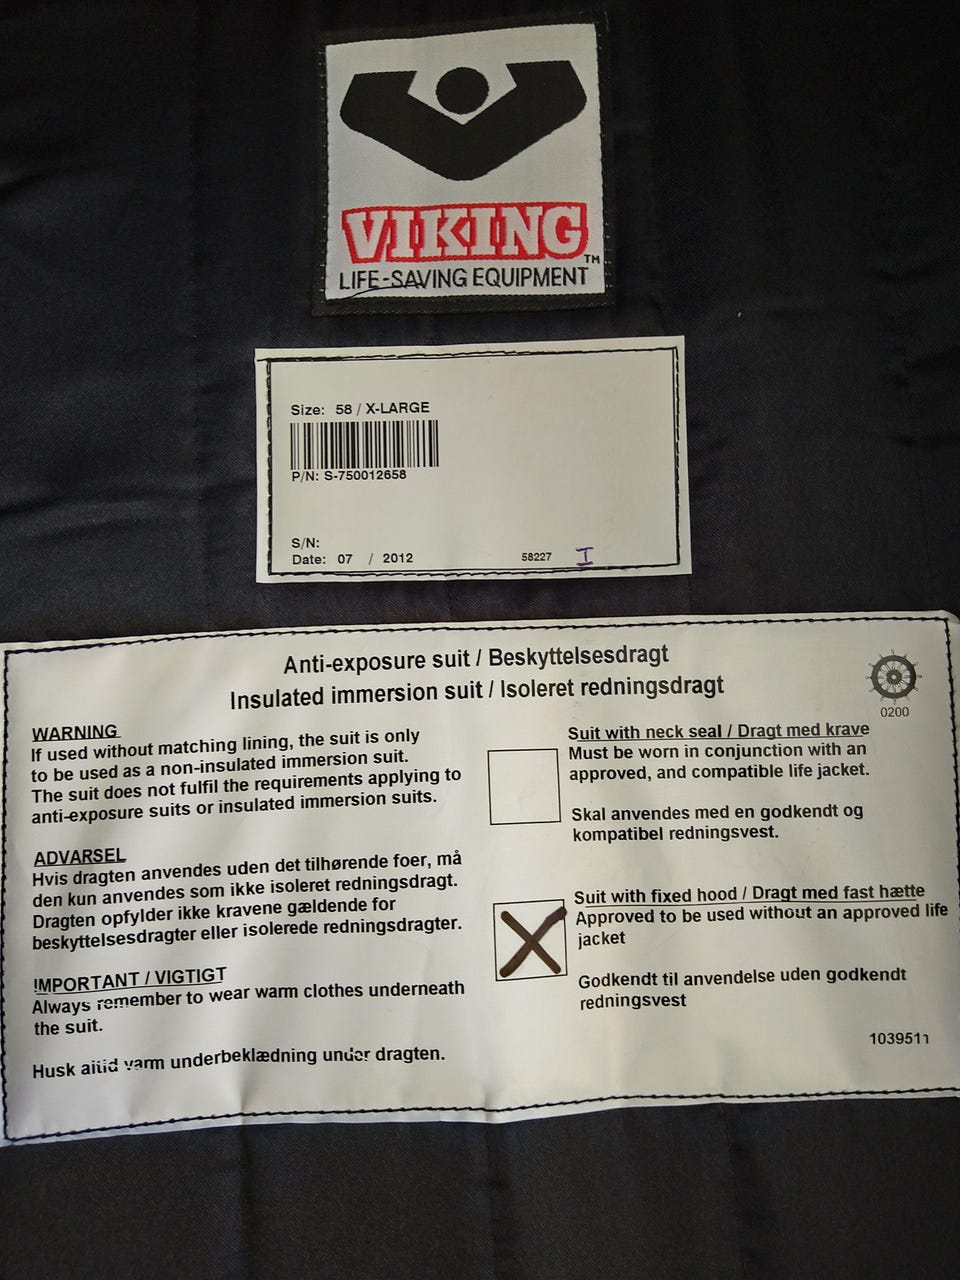 VIKING
TM
LIFE-SAVING EQUIPMENT
Size: 58 / X-LARGE
P/N: S-750012658
S/N:
Date: 07 / 2012 58227 I
Anti-exposure suit / Beskyttelsesdragt
Insulated immersion suit / Isoleret redningsdragt
0200
WARNING
If used without matching lining, the suit is only
to be used as a non-insulated immersion suit.
The suit does not fulfil the requirements applying to
anti-exposure suits or insulated immersion suits.
ADVARSEL
Hvis dragten anvendes uden det tilhørende foer, må
den kun anvendes som ikke isoleret redningsdragt.
Dragten opfylder ikke kravene gældende for
beskyttelsesdragter eller isolerede redningsdragter.
IMPORTANT / VIGTIGT
Always remember to wear warm clothes underneath
the suit.
Husk altid varm underbeklædning under dragten.
Suit with neck seal / Dragt med krave
Must be worn in conjunction with an
approved, and compatible life jacket.
Skal anvendes med en godkendt og
kompatibel redningsvest.
X
Suit with fixed hood / Dragt med fast hætte
Approved to be used without an approved life
jacket
Godkendt til anvendelse uden godkendt
redningsvest
1039511